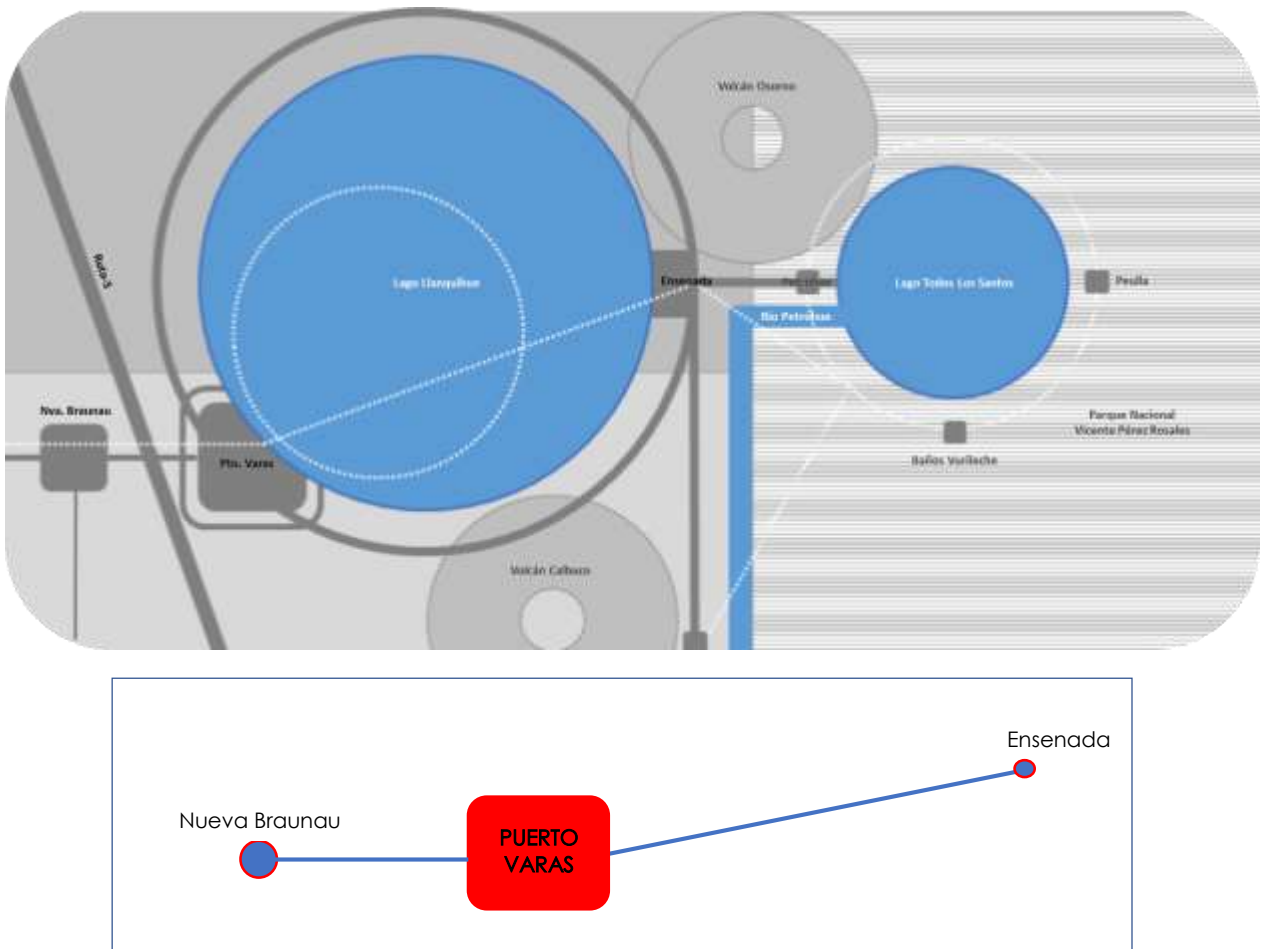 Volcán Osorno
Ruta-5
Lago Llanquihue
Ensenada
Lago Todos Los Santos
Peulla
Río Petrohue
Nva. Braunau
Parque Nacional
Vicente Pérez Rosales
Pto. Varas
Baños Vuriloche
Volcán Calbuco
Ensenada
Nueva Braunau
PUERTO
VARAS